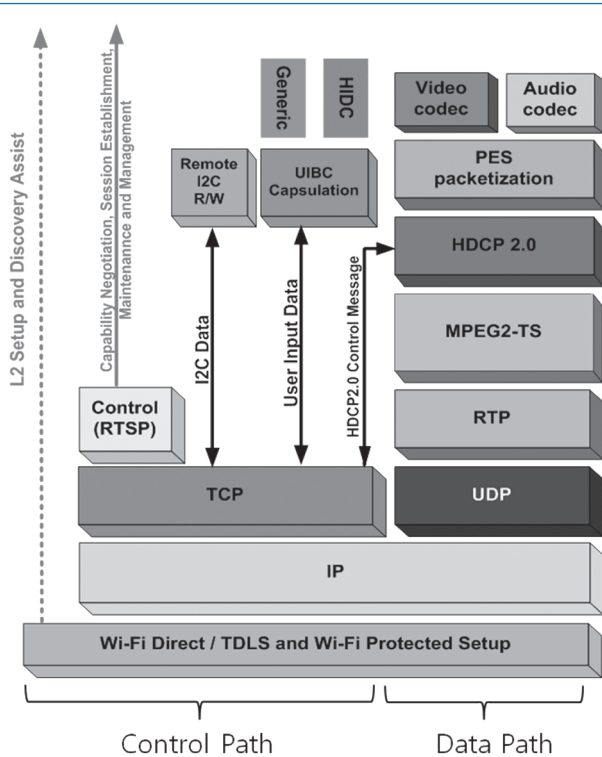 L2 Setup and Discovery Assist
Capability Negotiation, Session Establishment,
Maintenannce and Management
Generic
HIDC
Video
codec
Audio
codec
Remote
I2C
R/W
UIBC
Capsulation
PES
packetization
HDCP 2.0
I2C Data
User Input Data
HDCP2.0 Control Message
MPEG2-TS
Control
(RTSP)
RTP
TCP
UDP
IP
Wi-Fi Direct / TDLS and Wi-Fi Protected Setup
Control Path
Data Path